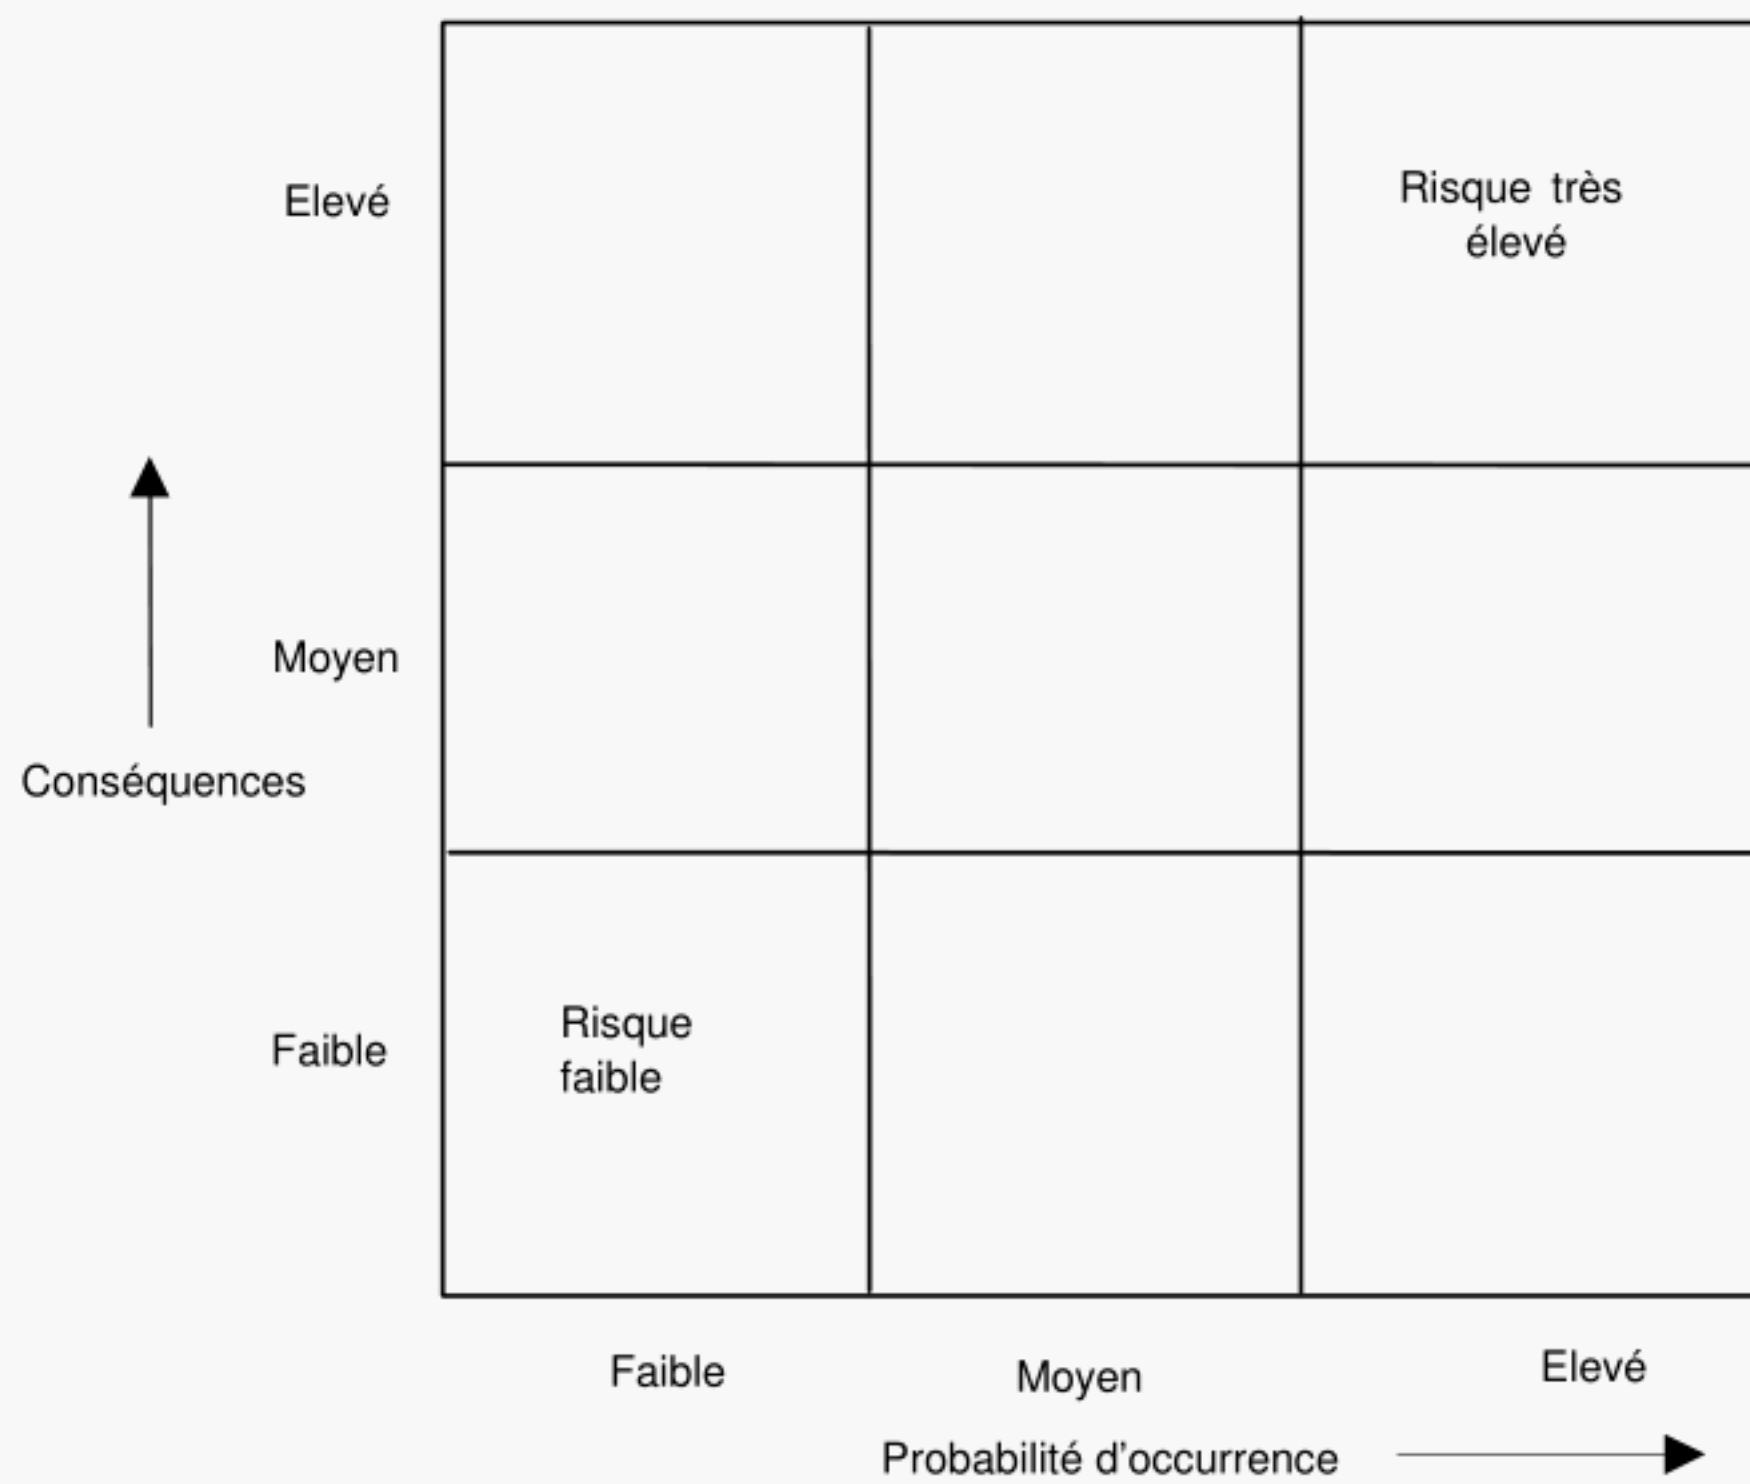 Elevé
Risque très
élevé
Moyen
Conséquences
Faible
Risque
faible
Faible
Moyen
Elevé
Probabilité d'occurrence